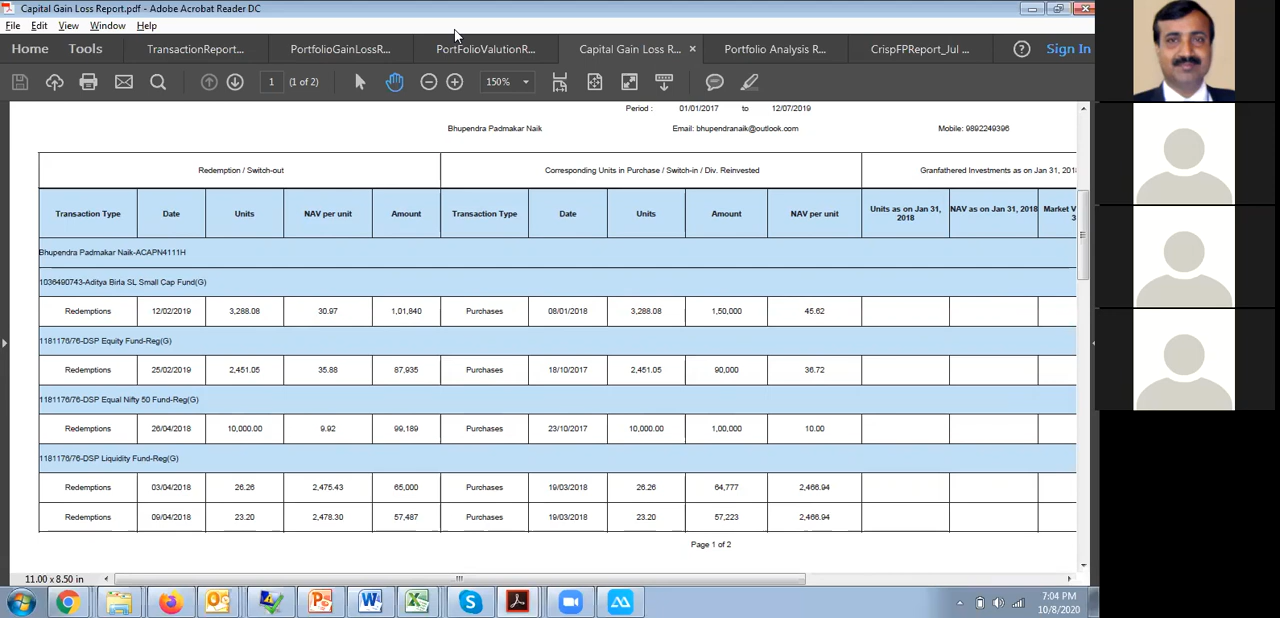 Capital Gain Loss Report.pdf - Adobe Acrobat Reader DC
File Edit View Window Help
Home Tools TransactionReport... PortfolioGainLossR... PortFolioValutionR... Capital Gain Loss R... × Portfolio Analysis R... CrispFPReport_Jul ... Sign In
1 (1 of 2) 150%
Period : 01/01/2017 to 12/07/2019
Bhupendra Padmakar Naik Email: bhupendranaik@outlook.com Mobile: 9892249396
Redemption / Switch-out Corresponding Units in Purchase / Switch-in / Div. Reinvested Granfathered Investments as on Jan 31, 2018
Transaction Type Date Units NAV per unit Amount Transaction Type Date Units Amount NAV per unit Units as on Jan 31, 2018 NAV as on Jan 31, 2018 Market V
Bhupendra Padmakar Naik-ACAPN4111H
1036490743-Aditya Birla SL Small Cap Fund(G)
Redemptions 12/02/2019 3,288.08 30.97 1,01,840 Purchases 08/01/2018 3,288.08 1,50,000 45.62
1181176/76-DSP Equity Fund-Reg(G)
Redemptions 25/02/2019 2,451.05 35.88 87,935 Purchases 18/10/2017 2,451.05 90,000 36.72
1181176/76-DSP Equal Nifty 50 Fund-Reg(G)
Redemptions 26/04/2018 10,000.00 9.92 99,189 Purchases 23/10/2017 10,000.00 1,00,000 10.00
1181176/76-DSP Liquidity Fund-Reg(G)
Redemptions 03/04/2018 26.26 2,475.43 65,000 Purchases 19/03/2018 26.26 64,777 2,466.94
Redemptions 09/04/2018 23.20 2,478.30 57,487 Purchases 19/03/2018 23.20 57,223 2,466.94
Page 1 of 2
11.00 x 8.50 in
7:04 PM
10/8/2020